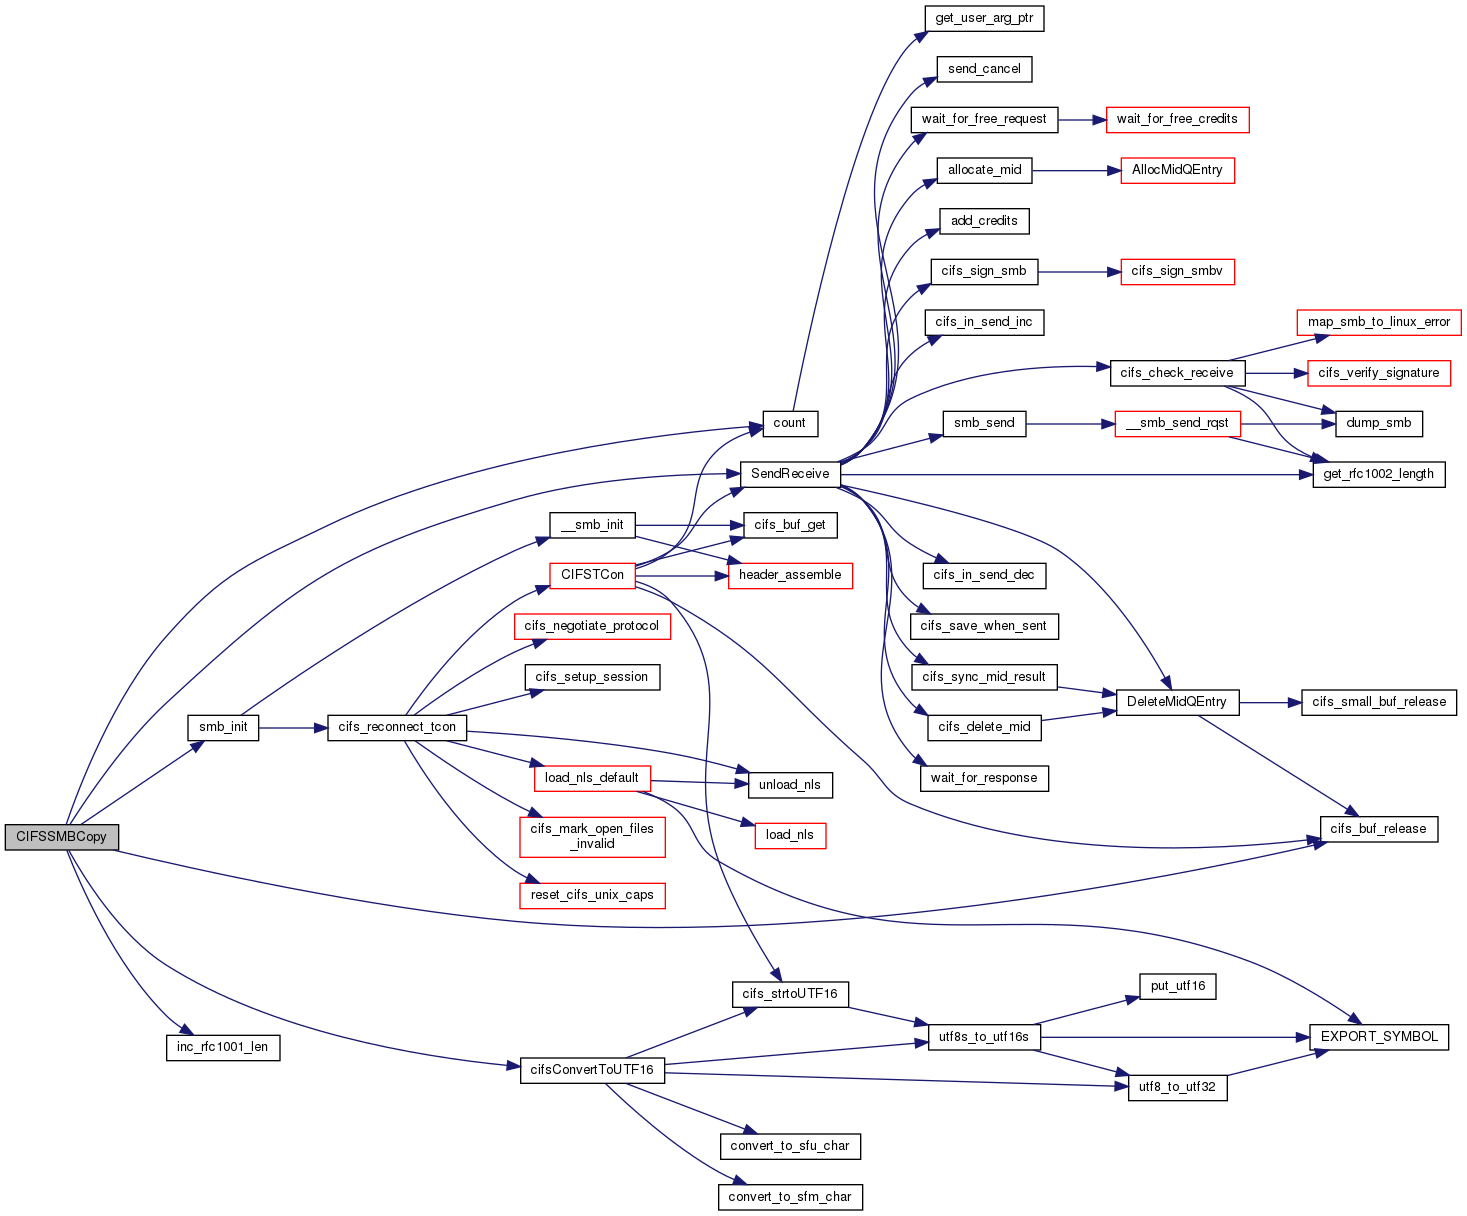 get_user_arg_ptr
send_cancel
wait_for_free_request
wait_for_free_credits
allocate_mid
AllocMidQEntry
add_credits
cifs_sign_smb
cifs_sign_smbv
cifs_in_send_inc
map_smb_to_linux_error
cifs_check_receive
cifs_verify_signature
count
smb_send
__smb_send_rqst
dump_smb
SendReceive
get_rfc1002_length
__smb_init
cifs_buf_get
CIFSTCon
header_assemble
cifs_in_send_dec
cifs_negotiate_protocol
cifs_save_when_sent
cifs_setup_session
cifs_sync_mid_result
DeleteMidQEntry
cifs_small_buf_release
smb_init
cifs_reconnect_tcon
cifs_delete_mid
load_nls_default
unload_nls
wait_for_response
CIFSSMBCopy
cifs_mark_open_files
_invalid
load_nls
cifs_buf_release
reset_cifs_unix_caps
cifs_strtoUTF16
put_utf16
inc_rfc1001_len
utf8s_to_utf16s
EXPORT_SYMBOL
cifsConvertToUTF16
utf8_to_utf32
convert_to_sfu_char
convert_to_sfm_char